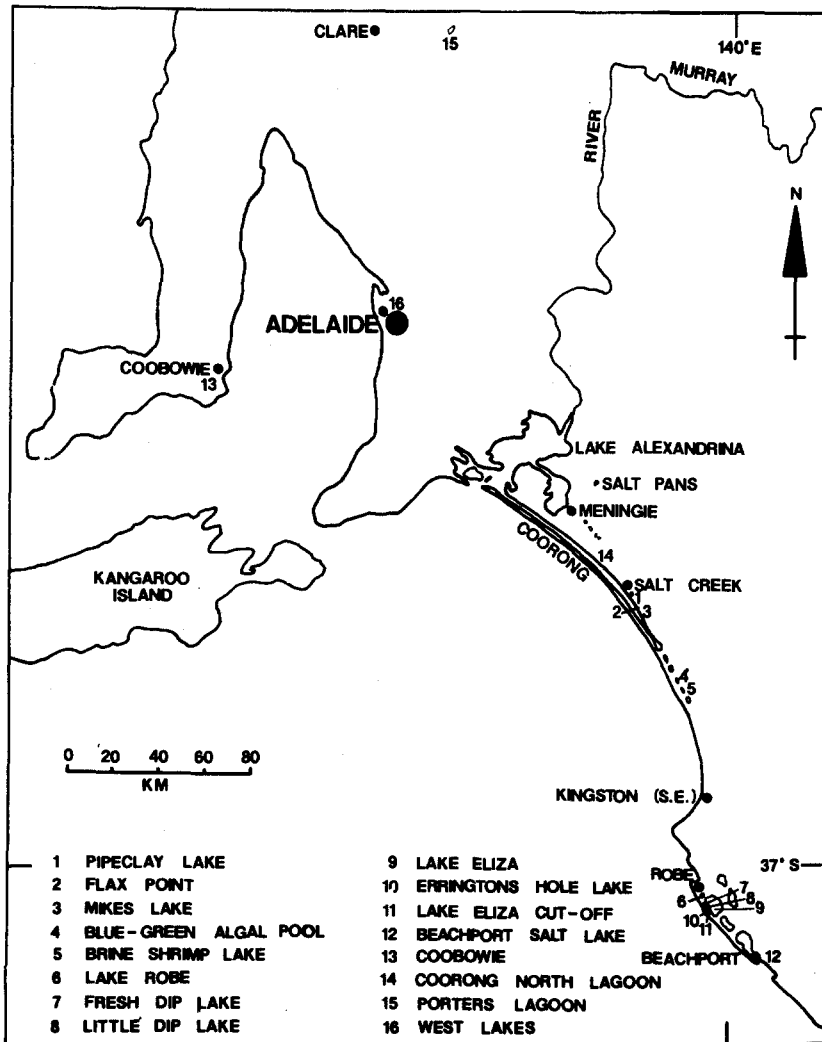 CLARE
15
140°E
MURRAY
RIVER
N
16
ADELAIDE
COOBOWIE
13
LAKE ALEXANDRINA
SALT PANS
MENINGIE
COORONG
14
KANGAROO
ISLAND
SALT CREEK
1
2
3
4
5
0 20 40 60 80
KM
KINGSTON (S.E.)
37°S
ROBE
7
6
8
9
10
11
BEACHPORT
12
1 PIPECLAY LAKE
2 FLAX POINT
3 MIKES LAKE
4 BLUE-GREEN ALGAL POOL
5 BRINE SHRIMP LAKE
6 LAKE ROBE
7 FRESH DIP LAKE
8 LITTLE DIP LAKE
9 LAKE ELIZA
10 ERRINGTONS HOLE LAKE
11 LAKE ELIZA CUT-OFF
12 BEACHPORT SALT LAKE
13 COOBOWIE
14 COORONG NORTH LAGOON
15 PORTERS LAGOON
16 WEST LAKES